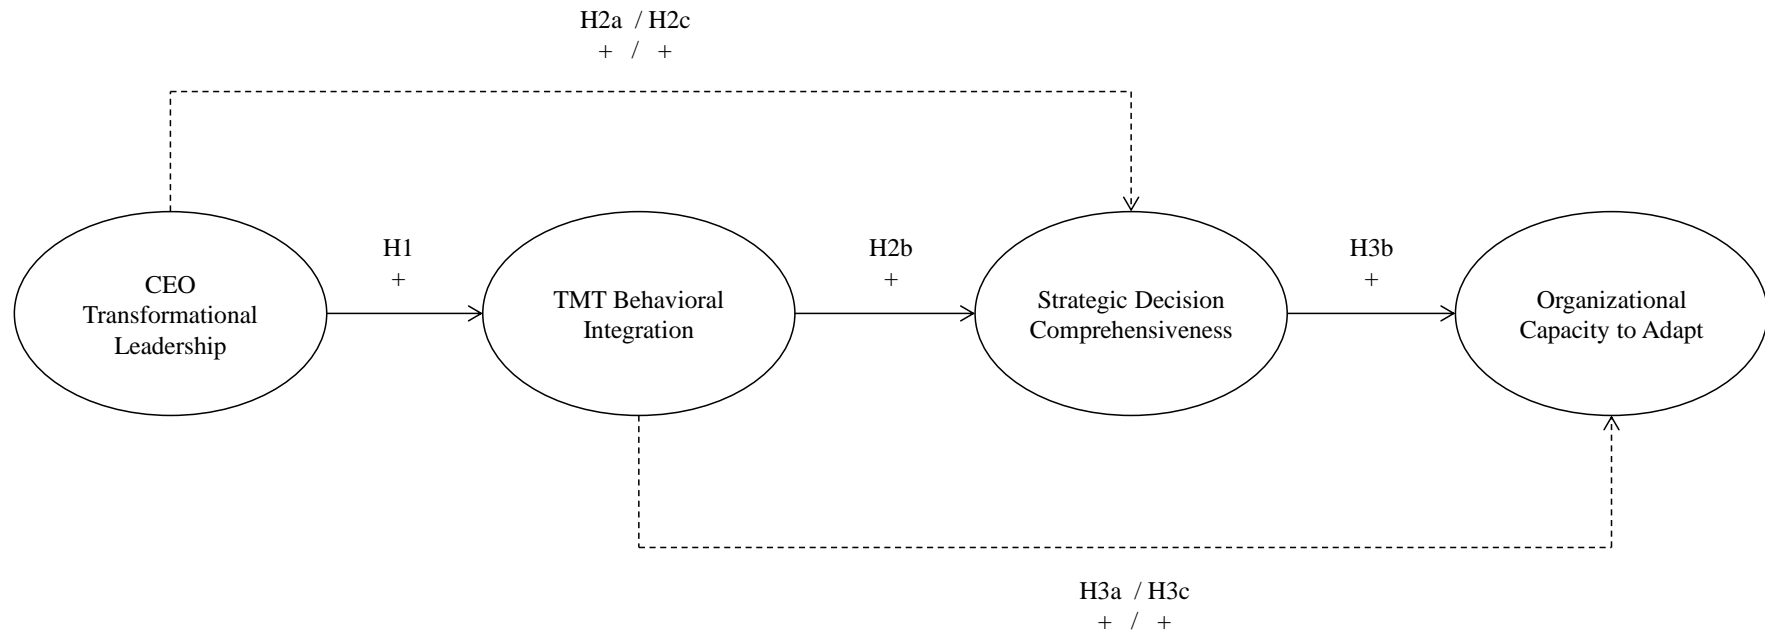 H2a / H2c
+ / +
H1
+
H2b
+
H3b
+
CEO
Transformational
Leadership
TMT Behavioral
Integration
Strategic Decision
Comprehensiveness
Organizational
Capacity to Adapt
H3a / H3c
+ / +